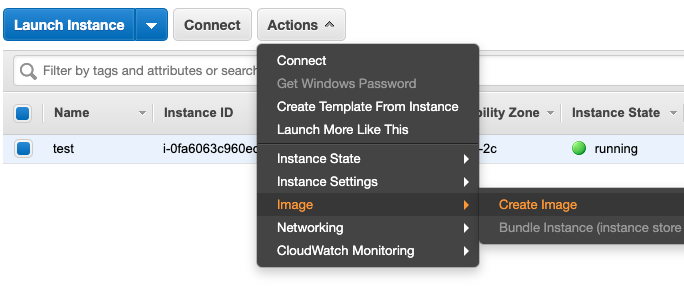 Launch Instance Connect Actions
Filter by tags and attributes or search
Connect
Get Windows Password
Create Template From Instance
Launch More Like This
Name Instance ID bility Zone Instance State
test i-0fa6063c960ec -2c running
Instance State
Instance Settings
Image Create Image
Networking Bundle Instance (instance store
CloudWatch Monitoring